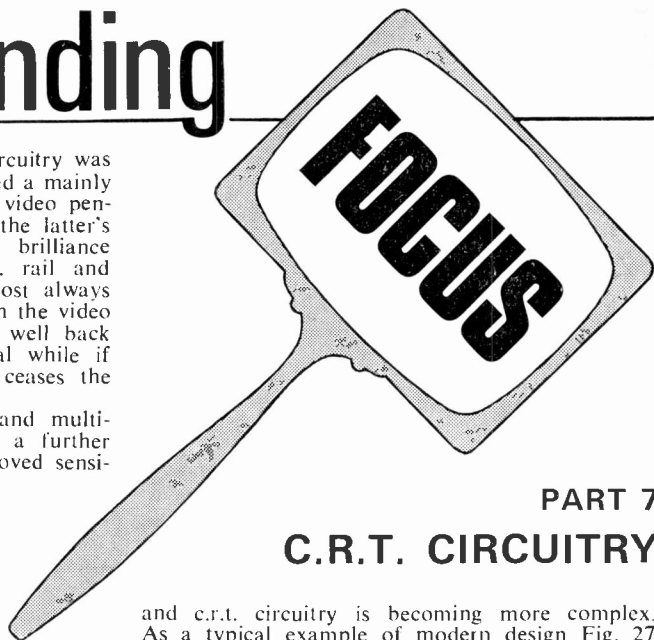 nding
FOCUS
rcuitry was
ed a mainly
video pen-
the latter's
brilliance
. rail and
ost always
n the video
well back
al while if
ceases the
and multi-
a further
oved sensi-
PART 7
C.R.T. CIRCUITRY
and c.r.t. circuitry is becoming more complex.
As a typical example of modern design Fig. 27